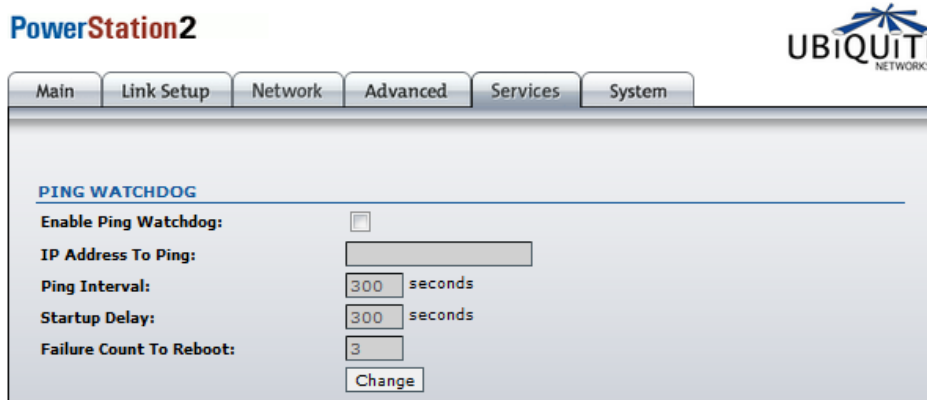 PowerStation2
UBiQUiTi
NETWORKS
Main Link Setup Network Advanced Services System
PING WATCHDOG
Enable Ping Watchdog:
IP Address To Ping:
Ping Interval: 300 seconds
Startup Delay: 300 seconds
Failure Count To Reboot: 3
Change